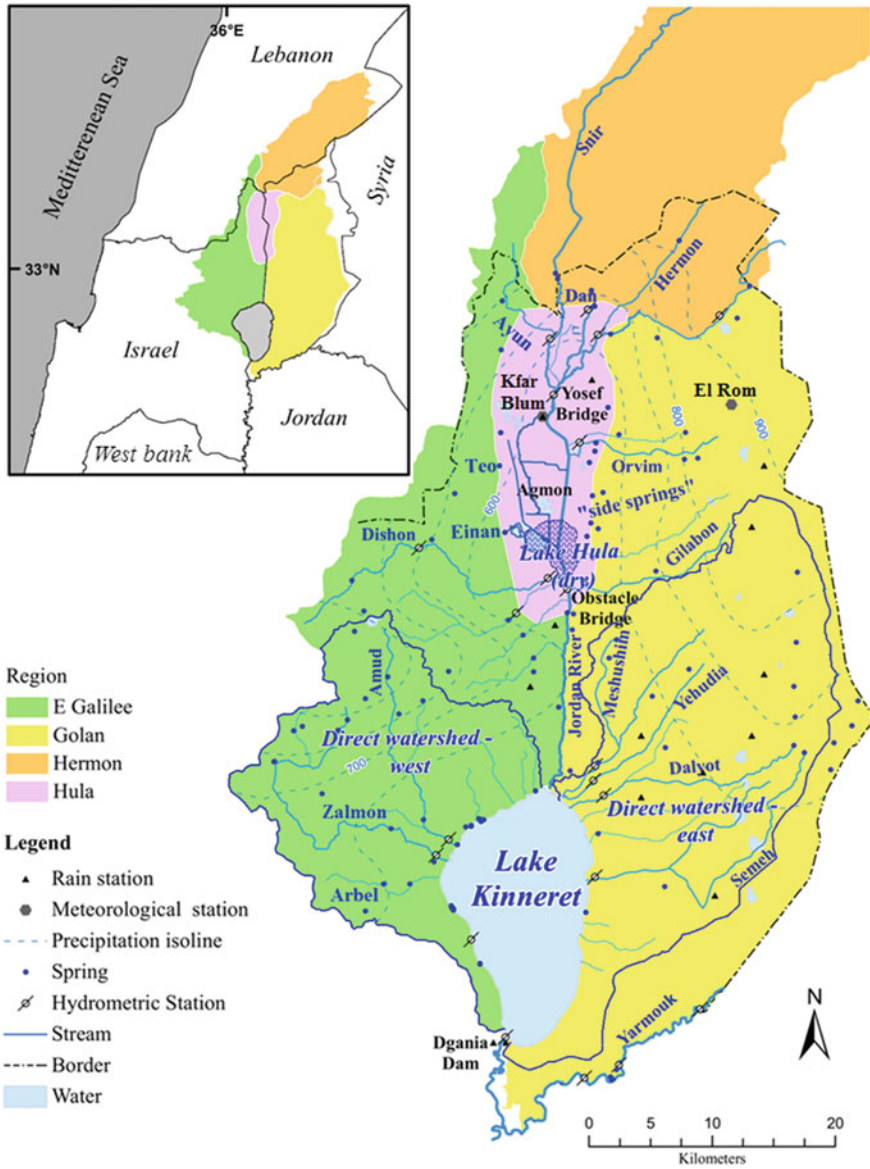 36°E
Lebanon
Meditterenean Sea
Syria
33°N
Israel
Jordan
West bank
Snir
Hermon
Dan
Ayun
Kfar
Blum
Yosef
Bridge
El Rom
800
900
Teo
Orvim
600
Agmon
"side springs"
Einan
Dishon
Lake Hula
(dry)
Gilabon
Obstacle
Bridge
Jordan River
Meshushim
Amud
Yehudia
Direct watershed -
west
700
Dalyot
Zalmon
Direct watershed -
east
Lake
Kinneret
Semeh
Arbel
Yarmouk
Dgania
Dam
N
Region
E Galilee
Golan
Hermon
Hula
Legend
Rain station
Meteorological station
Precipitation isoline
Spring
Hydrometric Station
Stream
Border
Water
0 5 10 20
Kilometers